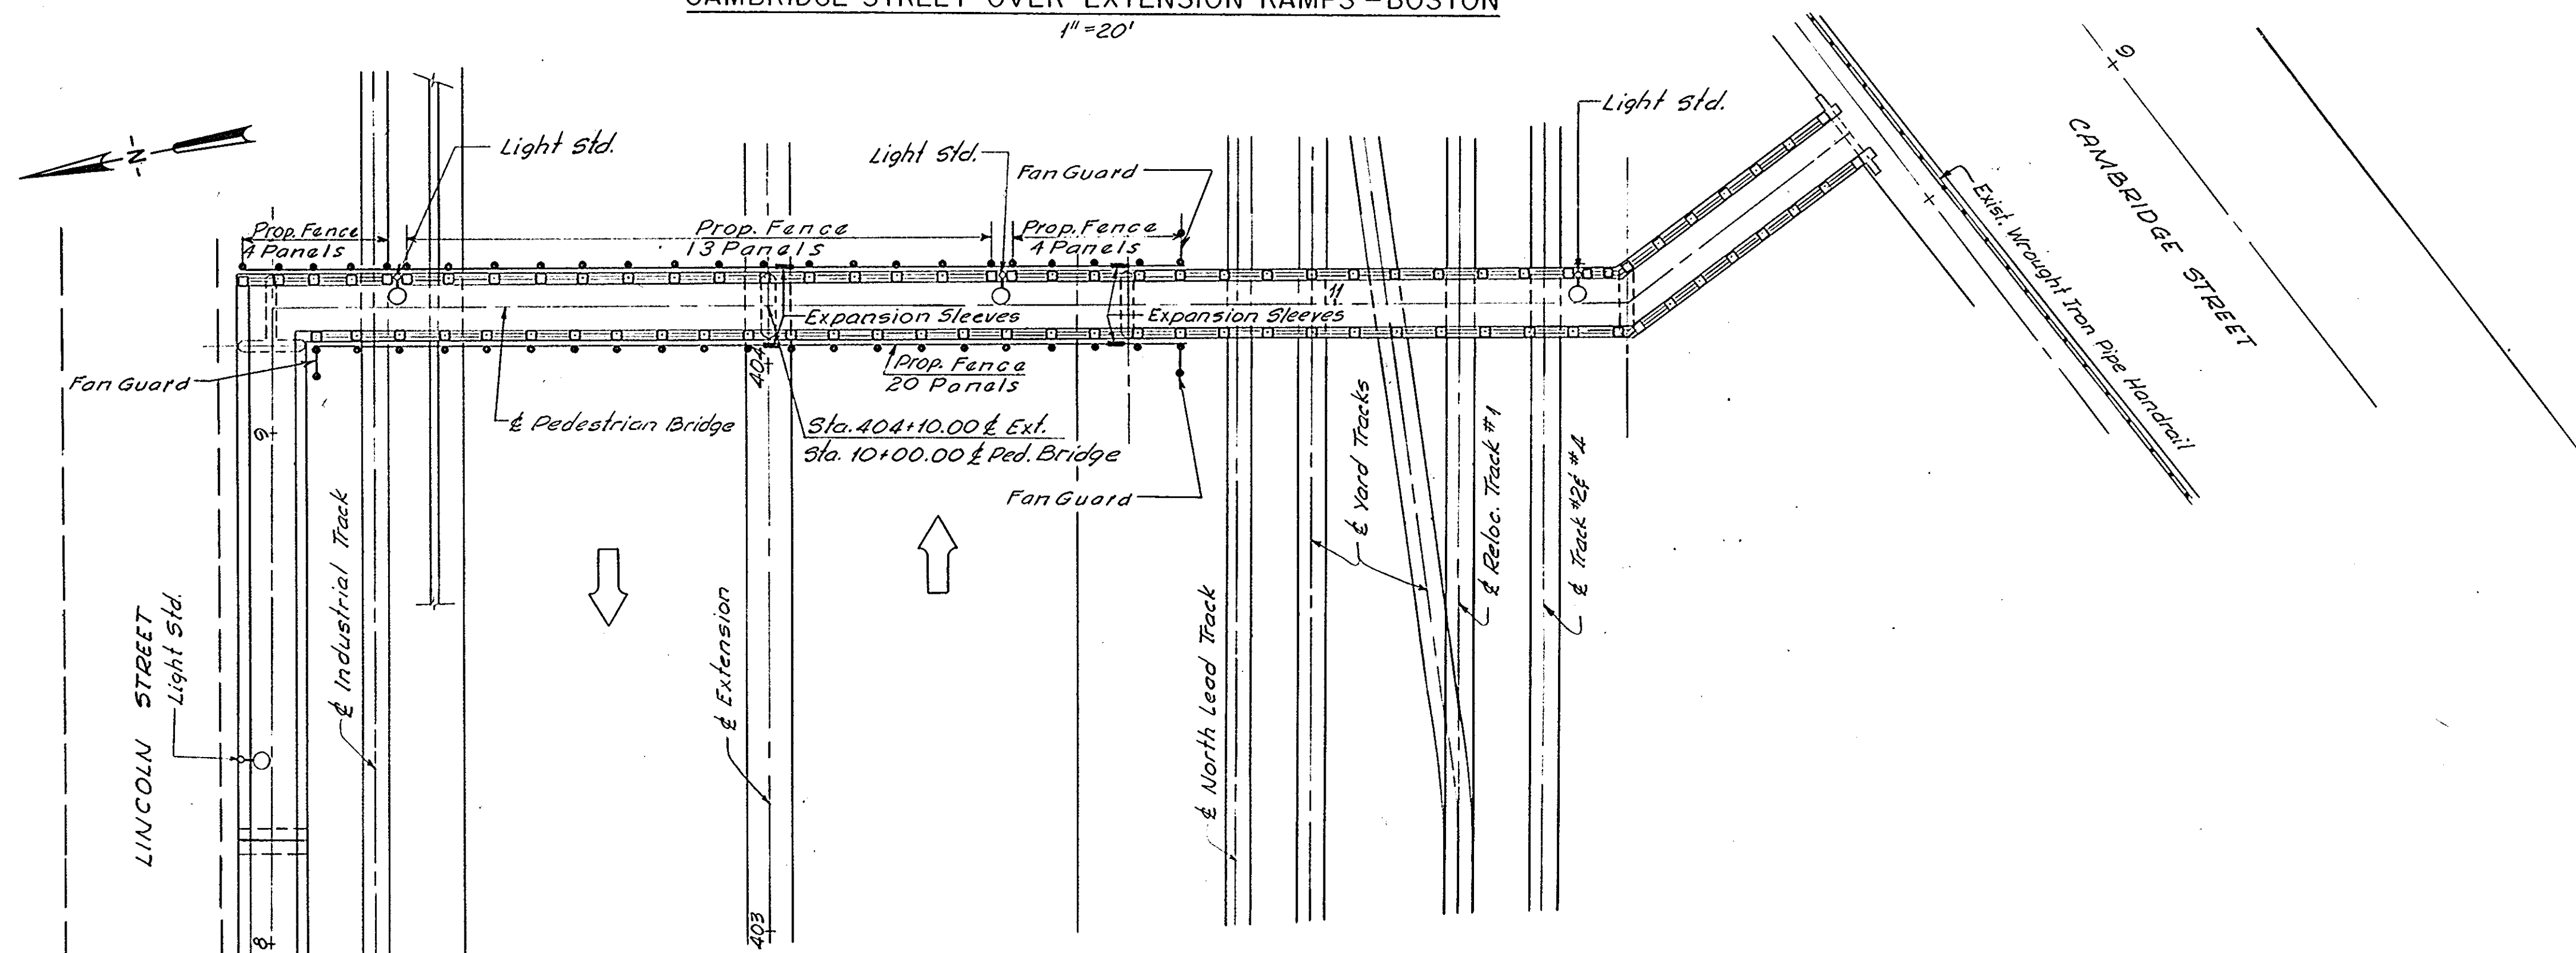 CAMBRIDGE STREET OVER EXTENSION RAMPS - BOSTON
1"=20'
-N-
Light Std.
Light Std.
Fan Guard
Light Std.
9
CAMBRIDGE STREET
Exist. Wrought Iron Pipe Handrail
Prop. Fence
4 Panels
Prop. Fence
13 Panels
Prop. Fence
4 Panels
11
Expansion Sleeves
Expansion Sleeves
Fan Guard
404
Prop. Fence
20 Panels
9
℄ Pedestrian Bridge
Sta. 404+10.00 ℄ Ext.
Sta. 10+00.00 ℄ Ped. Bridge
Fan Guard
LINCOLN STREET
Light Std.
℄ Industrial Track
℄ Extension
℄ North Lead Track
℄ Yard Tracks
℄ Reloc. Track #1
℄ Track #2 & #4
8
403